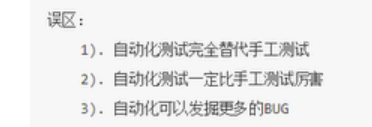 误区：
1）. 自动化测试完全替代手工测试
2）. 自动化测试一定比手工测试厉害
3）. 自动化可以发掘更多的BUG